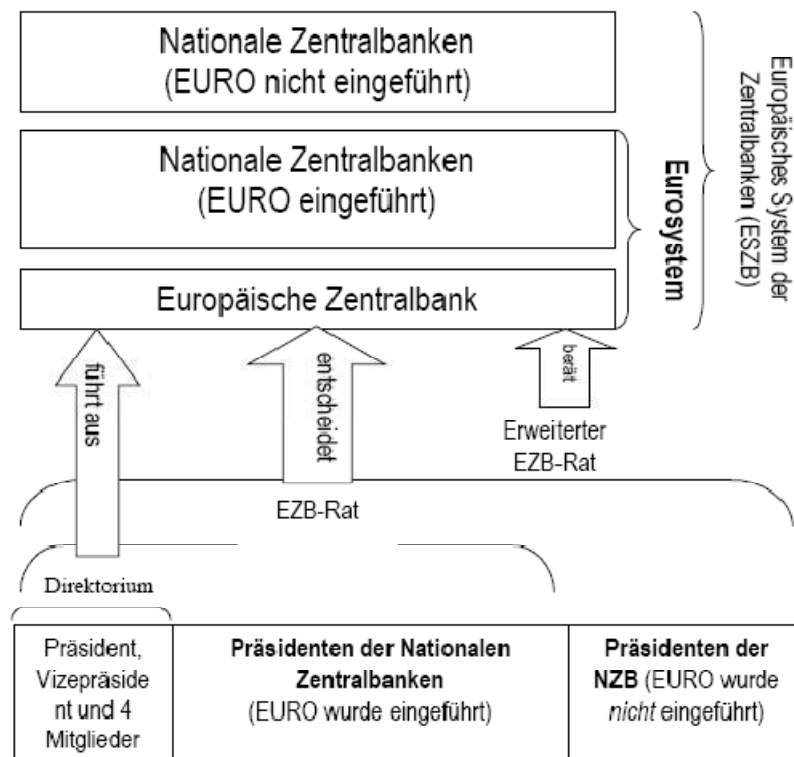 Nationale Zentralbanken
(EURO nicht eingeführt)
Nationale Zentralbanken
(EURO eingeführt)
Europäische Zentralbank
Eurosystem
Europäisches System der
Zentralbanken (ESZB)
führt aus
entscheidet
berät
Erweiterter
EZB-Rat
EZB-Rat
Direktorium
Präsident,
Vizepräside
nt und 4
Mitglieder
Präsidenten der Nationalen
Zentralbanken
(EURO wurde eingeführt)
Präsidenten der
NZB (EURO wurde
nicht eingeführt)